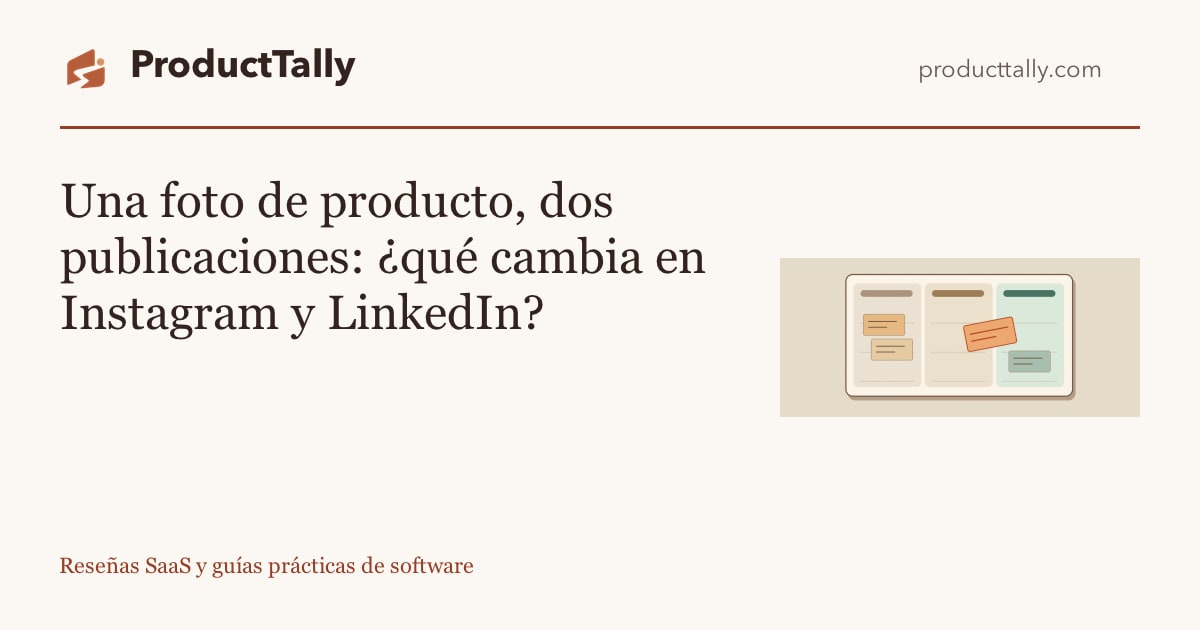 ProductTally
producttally.com
Una foto de producto, dos
publicaciones: ¿qué cambia en
Instagram y LinkedIn?
Reseñas SaaS y guías prácticas de software